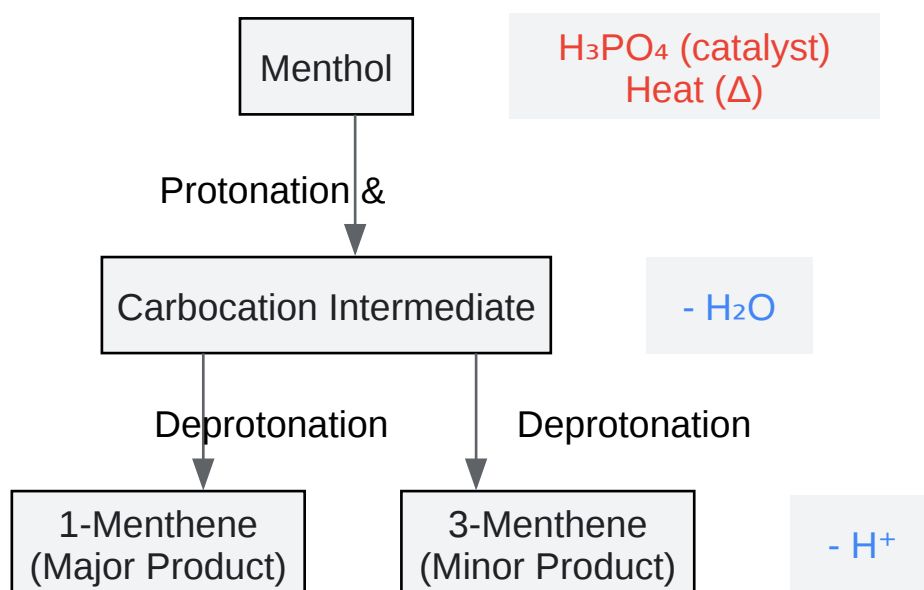 Menthol
H₃PO₄ (catalyst)
Heat (Δ)
Protonation &
Carbocation Intermediate
- H₂O
Deprotonation
Deprotonation
1-Menthene
(Major Product)
3-Menthene
(Minor Product)
- H⁺